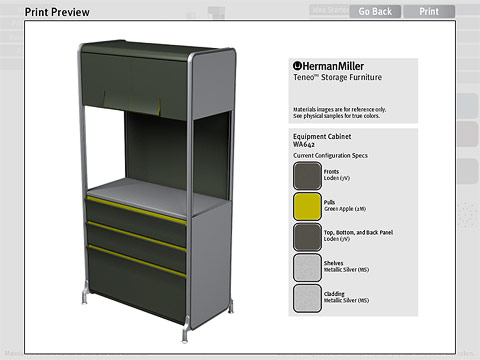 Print Preview
Go Back
Print
HermanMiller
Teneo™ Storage Furniture
Materials images are for reference only.
See physical samples for true colors.
Equipment Cabinet
WA642
Current Configuration Specs
Fronts
Loden (7V)
Pulls
Green Apple (2M)
Top, Bottom, and Back Panel
Loden (7V)
Shelves
Metallic Silver (MS)
Cladding
Metallic Silver (MS)